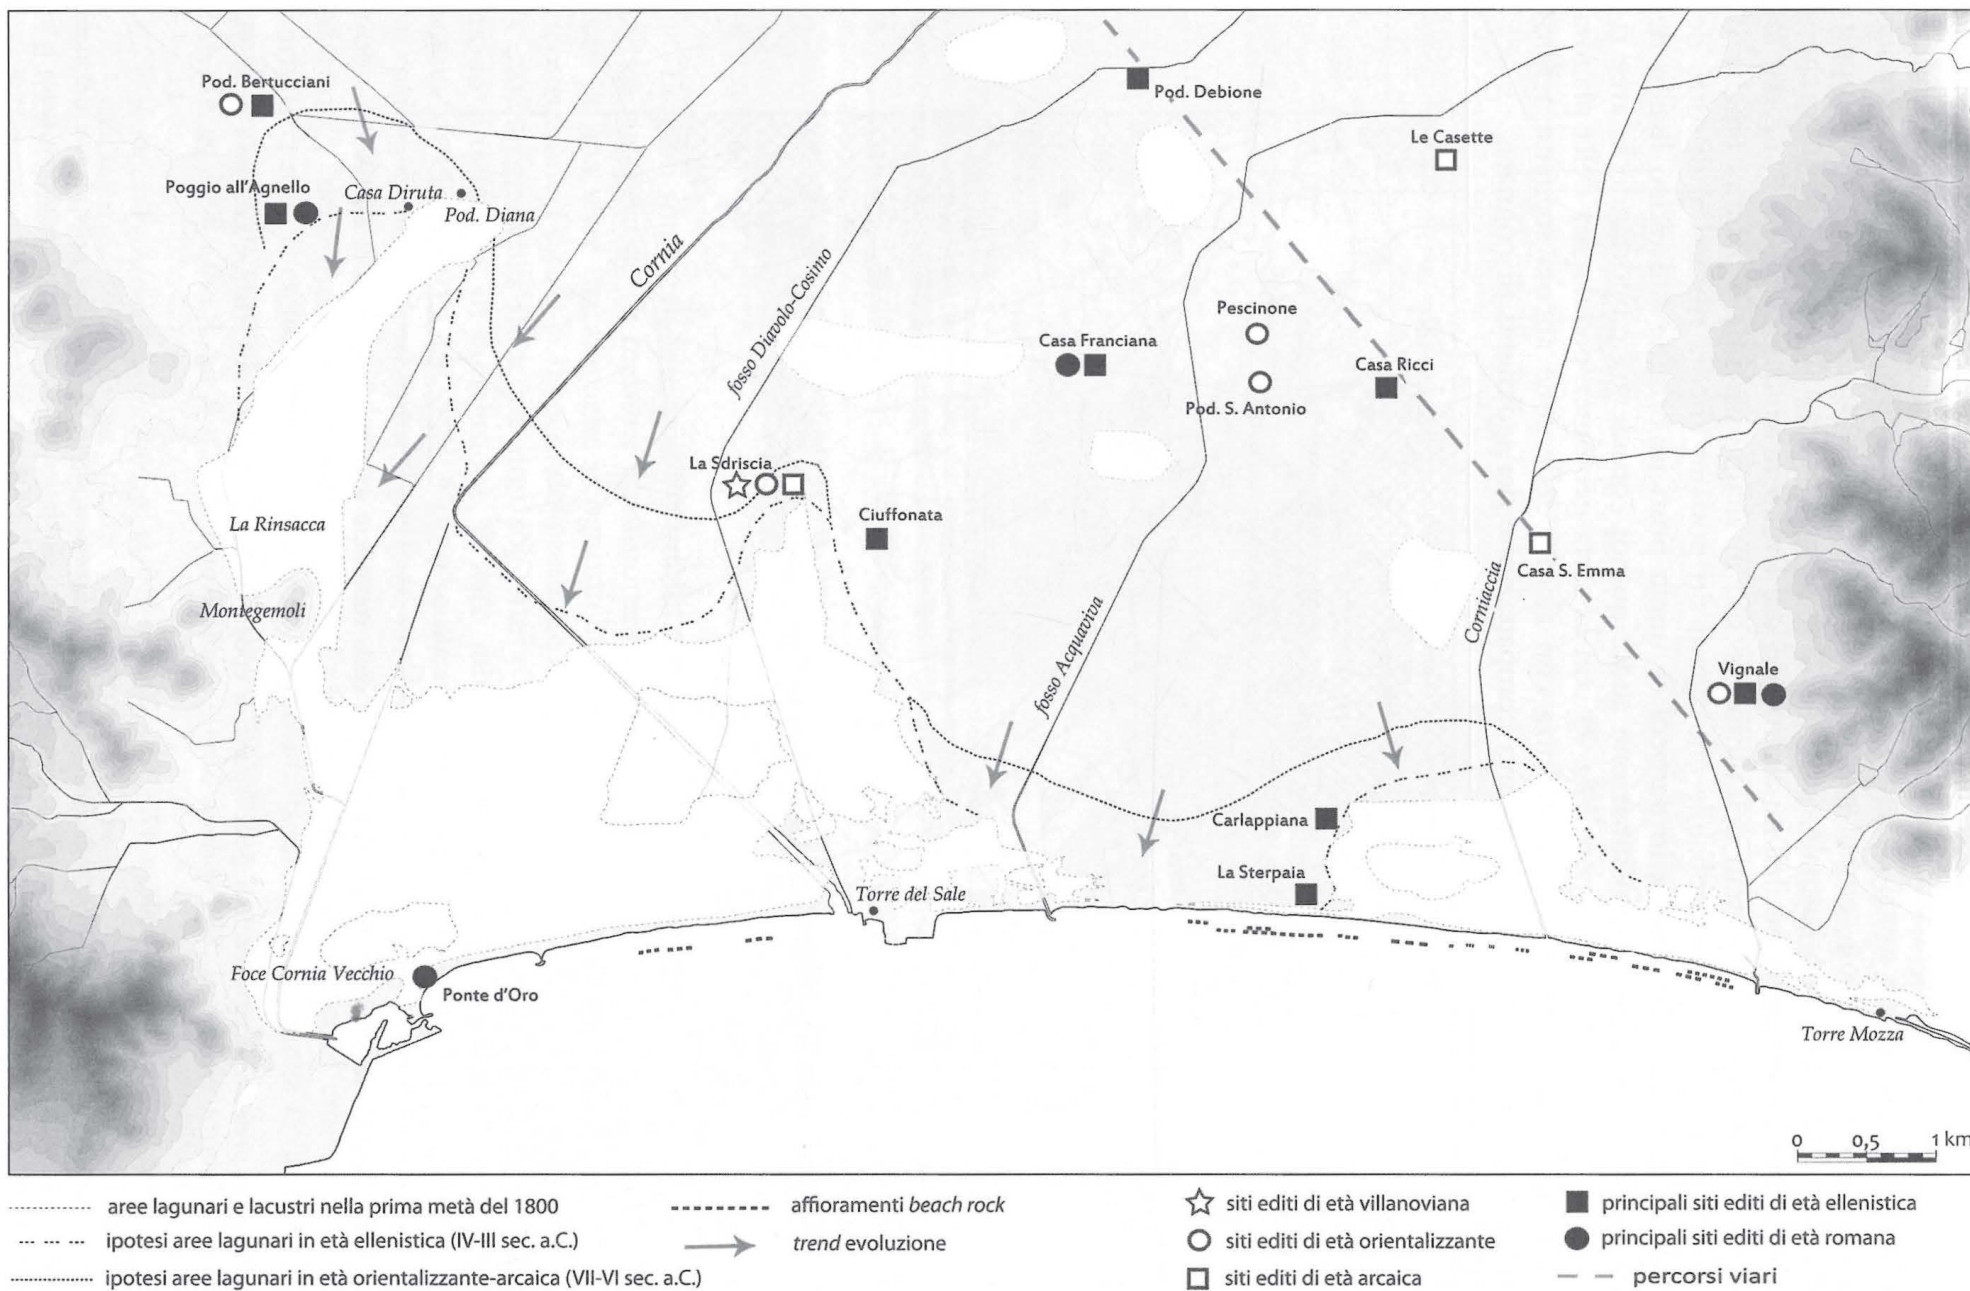 Pod. Bertucciani
Pod. Debione
Le Casette
Poggio all'Agnello
Casa Diruta
Pod. Diana
Cornia
fosso Diavolo-Cosimo
Pescinone
Casa Franciana
Casa Ricci
Pod. S. Antonio
La Sdriscia
Ciuffonata
La Rinsacca
Casa S. Emma
Montegemoli
Corniaccia
fosso Acquaviva
Vignale
Carlappiana
La Sterpaia
Torre del Sale
Foce Cornia Vecchio
Ponte d'Oro
Torre Mozza
0 0,5 1 km
aree lagunari e lacustri nella prima metà del 1800
ipotesi aree lagunari in età ellenistica (IV-III sec. a.C.)
ipotesi aree lagunari in età orientalizzante-arcaica (VII-VI sec. a.C.)
affioramenti beach rock
trend evoluzione
siti editi di età villanoviana
siti editi di età orientalizzante
siti editi di età arcaica
principali siti editi di età ellenistica
principali siti editi di età romana
percorsi viari